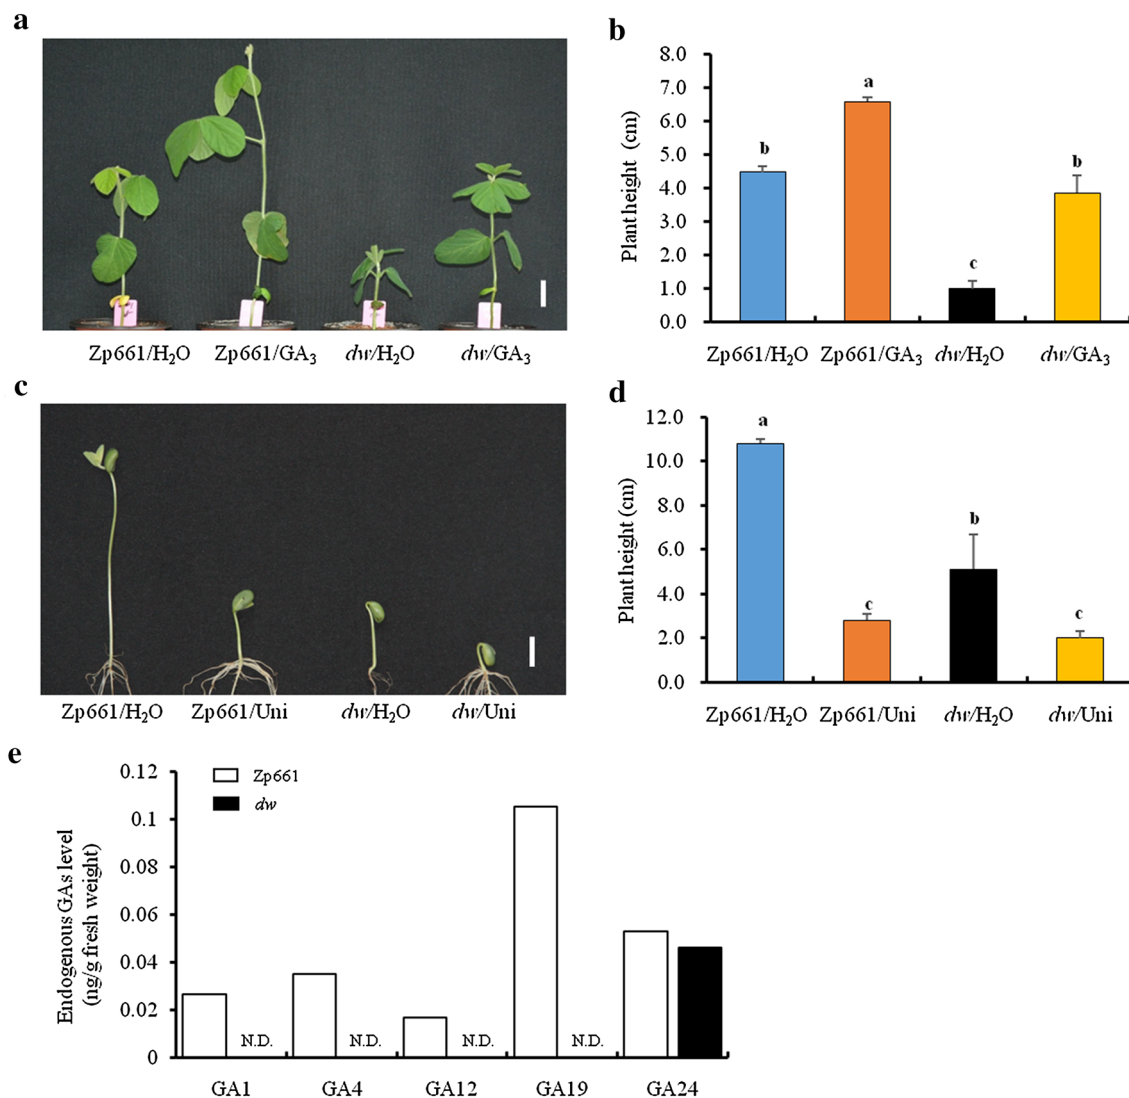 a
Zp661/H₂O Zp661/GA₃ dw/H₂O dw/GA₃
b
Plant height (cm)
8.0
7.0
6.0
5.0
4.0
3.0
2.0
1.0
0.0
b
a
c
b
Zp661/H₂O Zp661/GA₃ dw/H₂O dw/GA₃
c
Zp661/H₂O Zp661/Uni dw/H₂O dw/Uni
d
Plant height (cm)
12.0
10.0
8.0
6.0
4.0
2.0
0.0
a
c
b
c
Zp661/H₂O Zp661/Uni dw/H₂O dw/Uni
e
Endogenous GAs level
(ng/g fresh weight)
0.12
0.1
0.08
0.06
0.04
0.02
0
Zp661
dw
N.D. N.D. N.D. N.D.
GA1 GA4 GA12 GA19 GA24